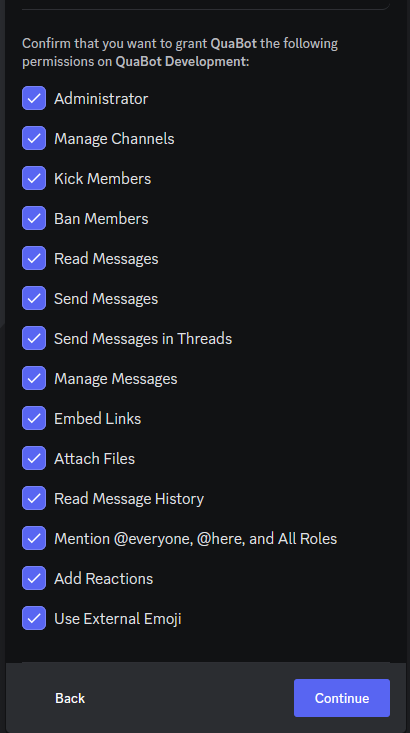 Confirm that you want to grant QuaBot the following
permissions on QuaBot Development:
Administrator
Manage Channels
Kick Members
Ban Members
Read Messages
Send Messages
Send Messages in Threads
Manage Messages
Embed Links
Attach Files
Read Message History
Mention @everyone, @here, and All Roles
Add Reactions
Use External Emoji
Back
Continue